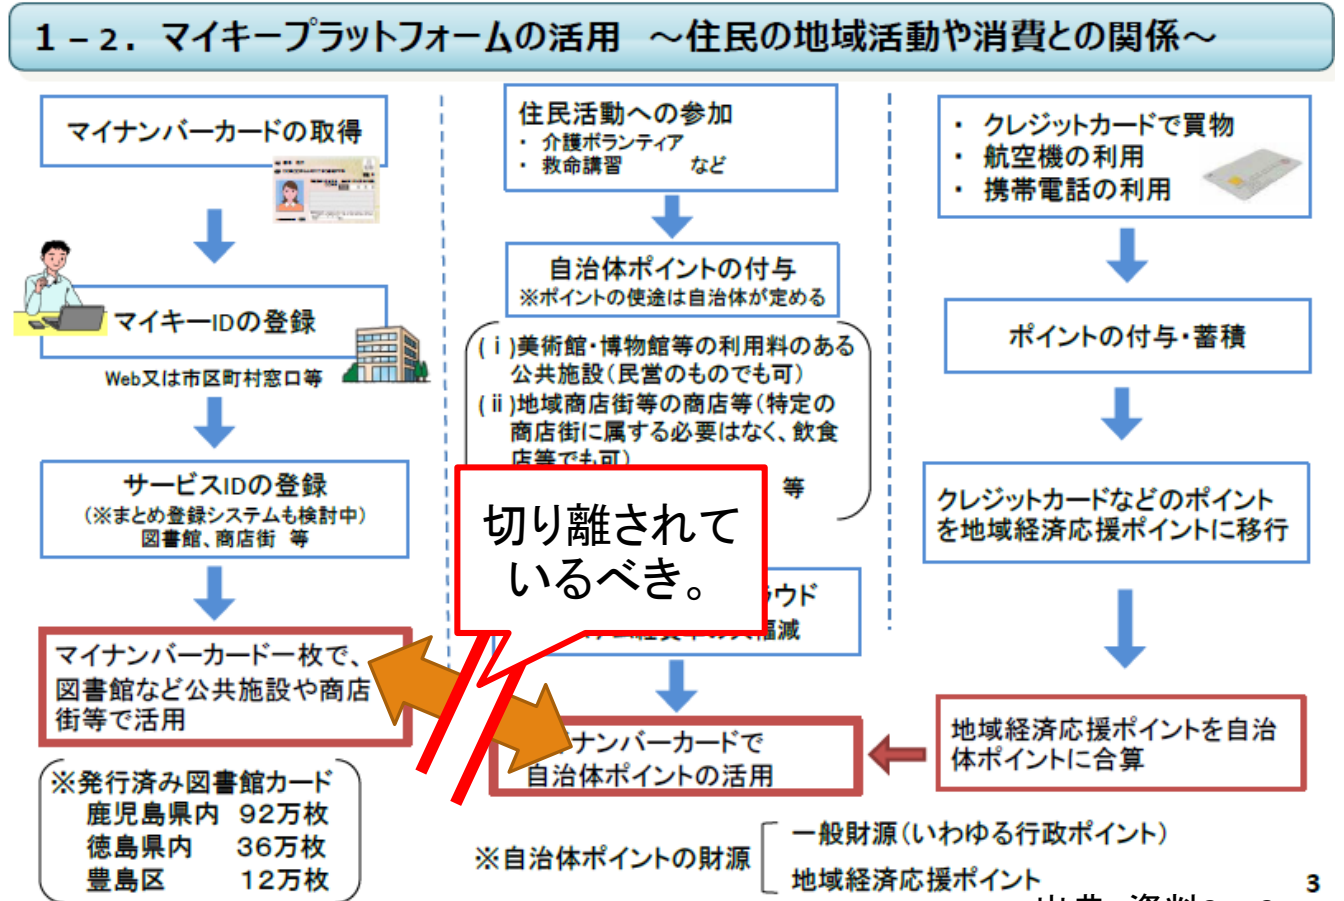 1－2．マイキープラットフォームの活用　～住民の地域活動や消費との関係～
マイナンバーカードの取得
マイキーIDの登録
Web又は市区町村窓口等
サービスIDの登録
（※まとめ登録システムも検討中）
図書館、商店街　等
マイナンバーカード一枚で、
図書館など公共施設や商店
街等で活用
※発行済み図書館カード
鹿児島県内　92万枚
徳島県内　36万枚
豊島区　12万枚
住民活動への参加
・ 介護ボランティア
・ 救命講習　など
自治体ポイントの付与
※ポイントの使途は自治体が定める
(ⅰ)美術館・博物館等の利用料のある
公共施設（民営のものでも可）
(ⅱ)地域商店街等の商店等（特定の
商店街に属する必要はなく、飲食
店等でも可）
等
切り離されて
いるべき。
ウド
幅減
ナンバーカードで
自治体ポイントの活用
※自治体ポイントの財源
一般財源（いわゆる行政ポイント）
地域経済応援ポイント
・ クレジットカードで買物
・ 航空機の利用
・ 携帯電話の利用
ポイントの付与・蓄積
クレジットカードなどのポイント
を地域経済応援ポイントに移行
地域経済応援ポイントを自治
体ポイントに合算
3